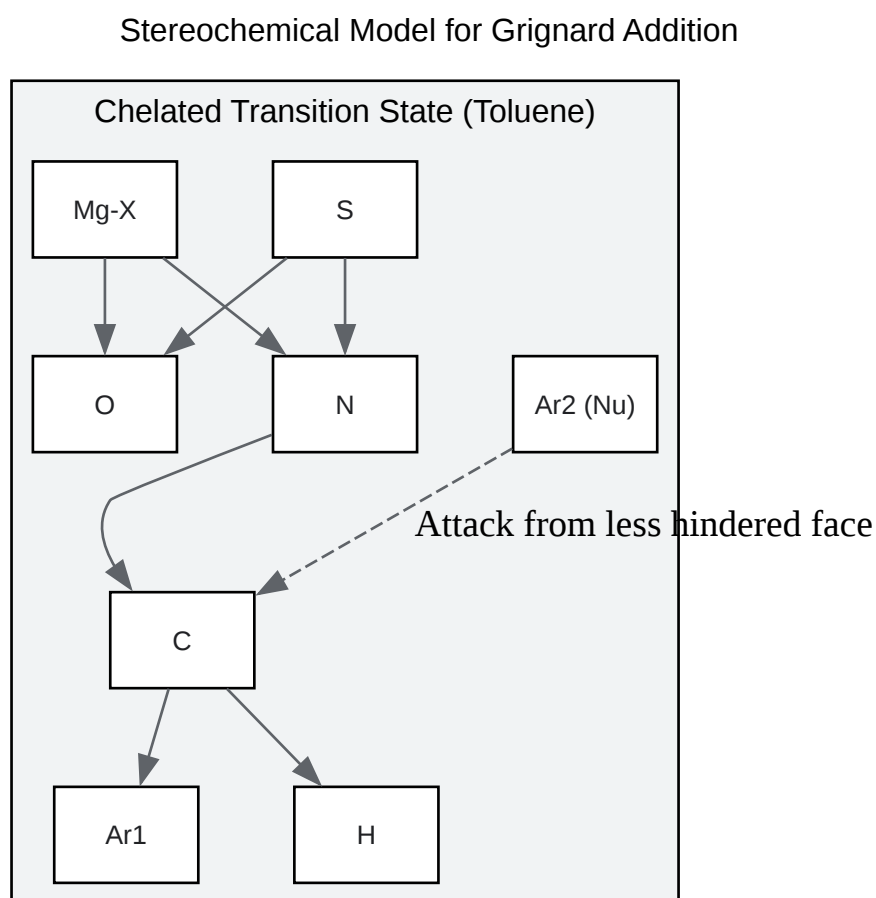 Stereochemical Model for Grignard Addition
Chelated Transition State (Toluene)
Mg-X
S
O
N
Ar2 (Nu)
Attack from less hindered face
C
Ar1
H